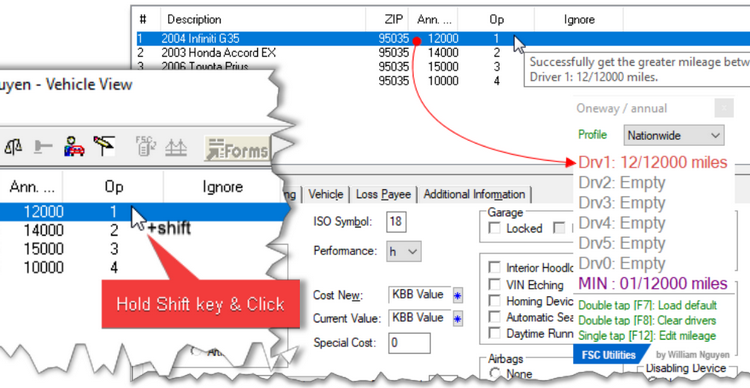 # Description ZIP Ann. ... Op Ignore
1 2004 Infiniti G35 95035 12000 1
2 2003 Honda Accord EX 95035 14000 2
3 2006 Toyota Prius 95035 15000 3
95035 10000 4
Successfully get the greater mileage betw
Driver 1: 12/12000 miles.
uyen - Vehicle View
FSC
Forms
Ann. ... Op Ignore
12000 1
14000 2
15000 3
10000 4
+shift
Hold Shift key & Click
Oneway / annual
Profile Nationwide
Drv1: 12/12000 miles
Drv2: Empty
Drv3: Empty
Drv4: Empty
Drv5: Empty
Drv0: Empty
MIN : 01/12000 miles
Double tap [F7]: Load default
Double tap [F8]: Clear drivers
Single tap [F12]: Edit mileage
FSC Utilities by William Nguyen
Vehicle Loss Payee Additional Information
ISO Symbol: 18
Performance: h
Cost New: KBB Value
Current Value: KBB Value
Special Cost: 0
Garage
Locked
Interior Hoodlo
VIN Etching
Homing Device
Automatic Sea
Daytime Runn
Airbags
None
Disabling Device